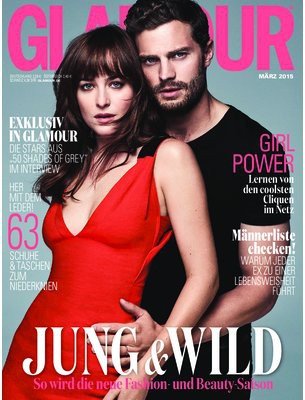 GLAMOUR
MÄRZ 2015
EXKLUSIV
IN GLAMOUR
DIE STARS AUS
„50 SHADES OF GREY“
IM INTERVIEW
HER
MIT DEM
LEDER!
63
SCHUHE
& TASCHEN
ZUM
NIEDERKNIEN
GIRL
POWER
Lernen von
den coolsten
Cliquen
im Netz
Männerliste
checken!
WARUM JEDER
EX ZU EINER
LEBENSWEISHEIT
FÜHRT
JUNG & WILD
So wird die neue Fashion- und Beauty-Saison